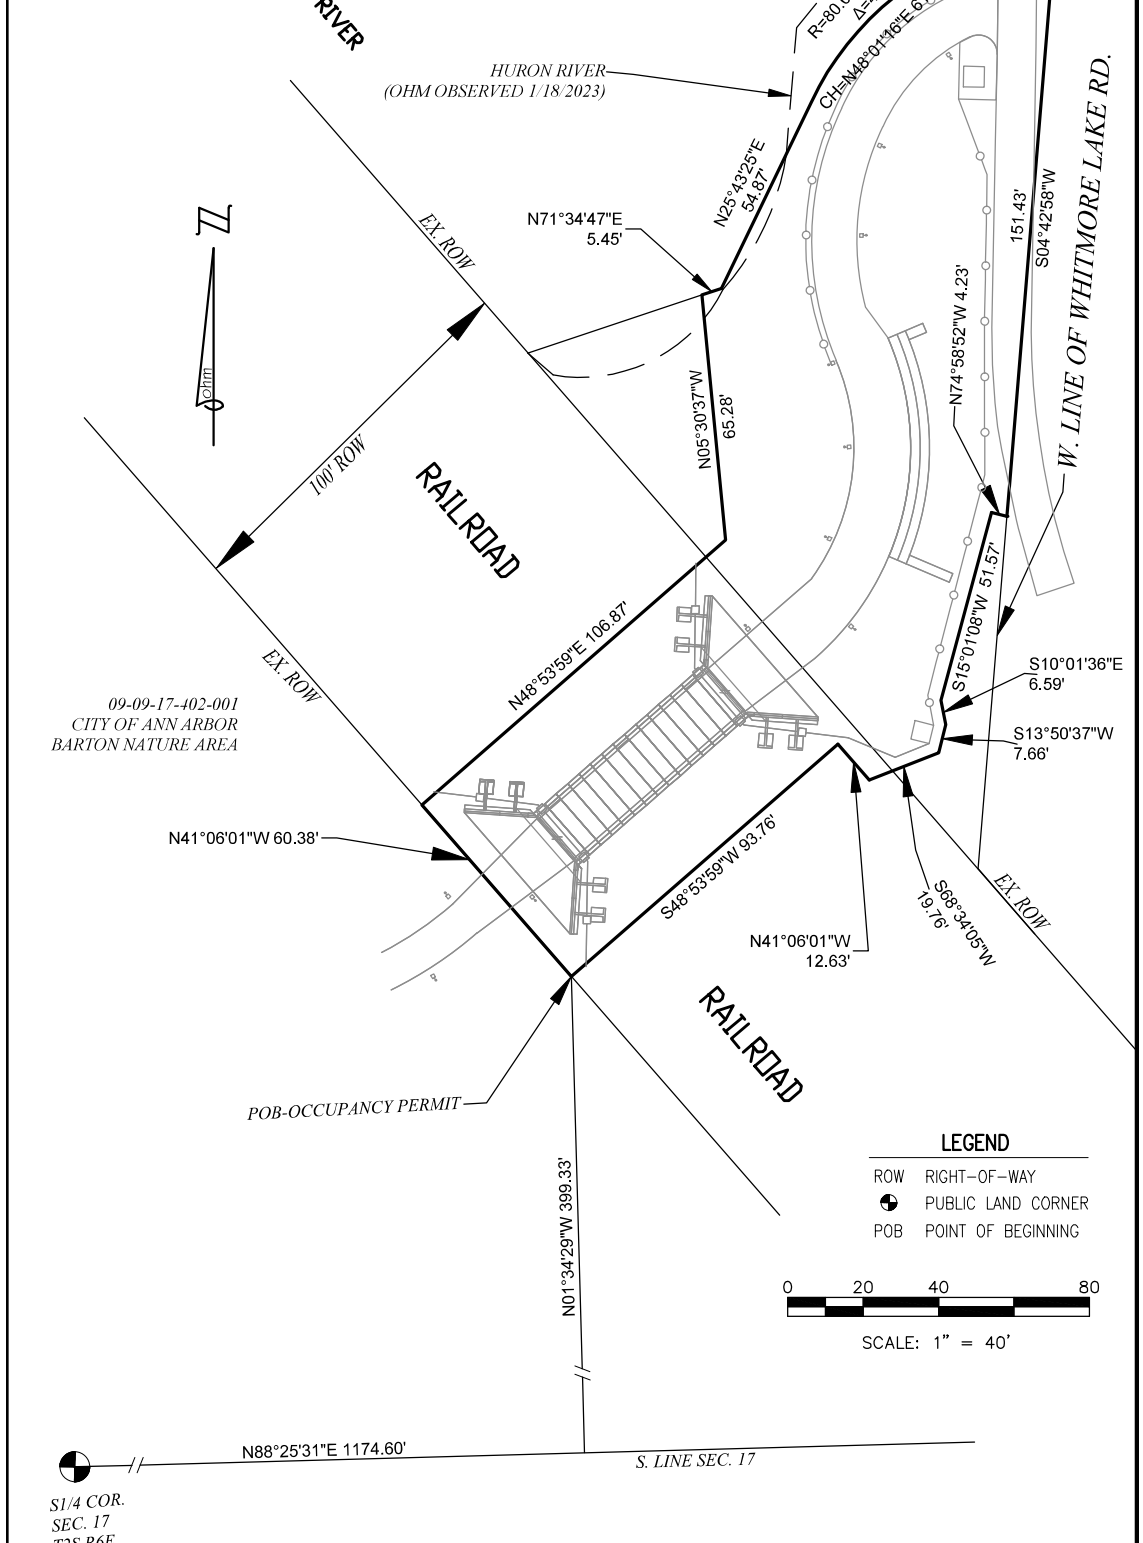 RIVER
HURON RIVER
(OHM OBSERVED 1/18/2023)
CH=N48°01'16"E
W. LINE OF WHITMORE LAKE RD.
N25°43'25"E
54.87'
EX. ROW
N71°34'47"E
5.45'
151.43'
S04°42'58"W
ohm
N74°58'52"W 4.23'
N05°30'37"W
65.28'
100' ROW
RAILROAD
S15°01'08"W 51.57'
N48°53'59"E 106.87'
EX. ROW
09-09-17-402-001
CITY OF ANN ARBOR
BARTON NATURE AREA
S10°01'36"E
6.59'
S13°50'37"W
7.66'
N41°06'01"W 60.38'
S48°53'59"W 93.76'
EX. ROW
S68°34'05"W
19.76'
N41°06'01"W
12.63'
RAILROAD
POB-OCCUPANCY PERMIT
LEGEND
ROW RIGHT-OF-WAY
PUBLIC LAND CORNER
POB POINT OF BEGINNING
N01°34'29"W 399.33'
0 20 40 80
SCALE: 1" = 40'
N88°25'31"E 1174.60'
S. LINE SEC. 17
S1/4 COR.
SEC. 17